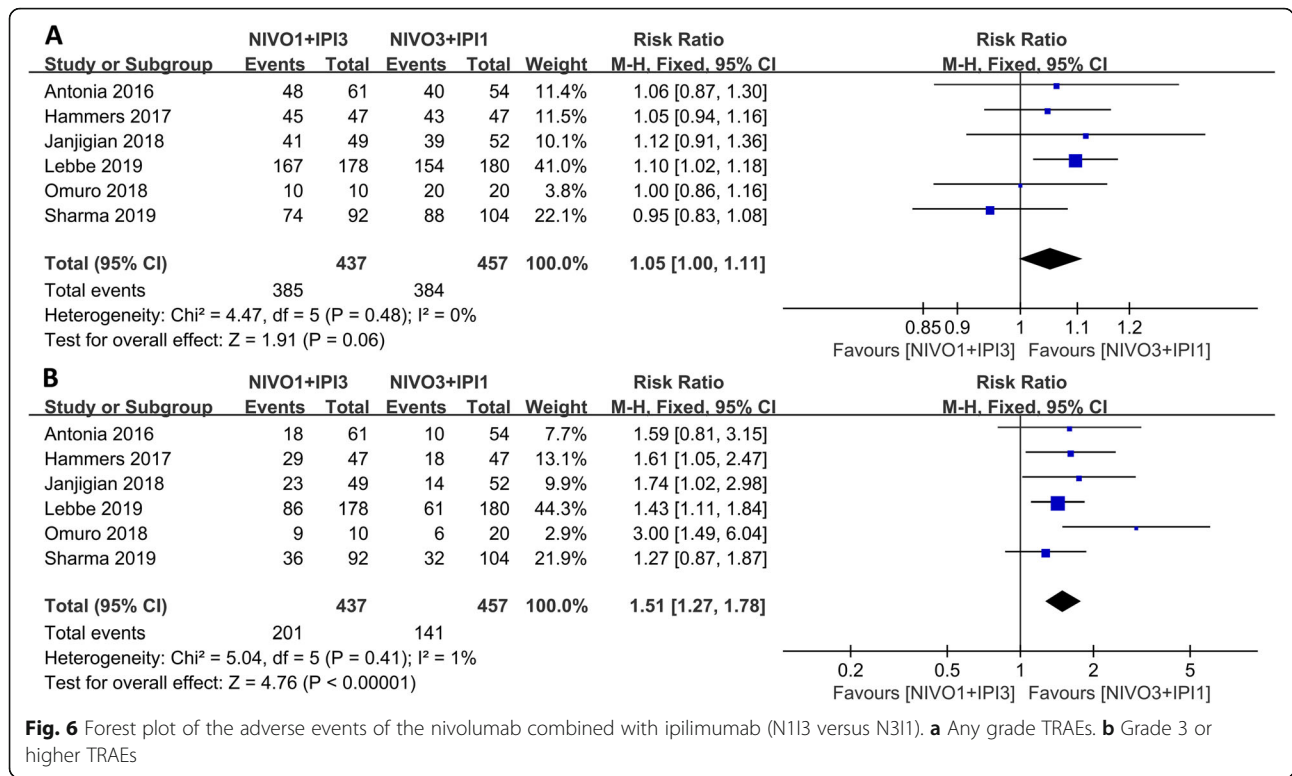 A
NIVO1+IPI3 NIVO3+IPI1 Risk Ratio Risk Ratio
Study or Subgroup Events Total Events Total Weight M-H, Fixed, 95% CI M-H, Fixed, 95% CI
Antonia 2016 48 61 40 54 11.4% 1.06 [0.87, 1.30]
Hammers 2017 45 47 43 47 11.5% 1.05 [0.94, 1.16]
Janjigian 2018 41 49 39 52 10.1% 1.12 [0.91, 1.36]
Lebbe 2019 167 178 154 180 41.0% 1.10 [1.02, 1.18]
Omuro 2018 10 10 20 20 3.8% 1.00 [0.86, 1.16]
Sharma 2019 74 92 88 104 22.1% 0.95 [0.83, 1.08]
Total (95% CI) 437 457 100.0% 1.05 [1.00, 1.11]
Total events 385 384
Heterogeneity: Chi² = 4.47, df = 5 (P = 0.48); I² = 0%
Test for overall effect: Z = 1.91 (P = 0.06)
0.85 0.9 1 1.1 1.2
Favours [NIVO1+IPI3] Favours [NIVO3+IPI1]
B
NIVO1+IPI3 NIVO3+IPI1 Risk Ratio Risk Ratio
Study or Subgroup Events Total Events Total Weight M-H, Fixed, 95% CI M-H, Fixed, 95% CI
Antonia 2016 18 61 10 54 7.7% 1.59 [0.81, 3.15]
Hammers 2017 29 47 18 47 13.1% 1.61 [1.05, 2.47]
Janjigian 2018 23 49 14 52 9.9% 1.74 [1.02, 2.98]
Lebbe 2019 86 178 61 180 44.3% 1.43 [1.11, 1.84]
Omuro 2018 9 10 6 20 2.9% 3.00 [1.49, 6.04]
Sharma 2019 36 92 32 104 21.9% 1.27 [0.87, 1.87]
Total (95% CI) 437 457 100.0% 1.51 [1.27, 1.78]
Total events 201 141
Heterogeneity: Chi² = 5.04, df = 5 (P = 0.41); I² = 1%
Test for overall effect: Z = 4.76 (P < 0.00001)
0.2 0.5 1 2 5
Favours [NIVO1+IPI3] Favours [NIVO3+IPI1]
Fig. 6 Forest plot of the adverse events of the nivolumab combined with ipilimumab (N1I3 versus N3I1). a Any grade TRAEs. b Grade 3 or
higher TRAEs